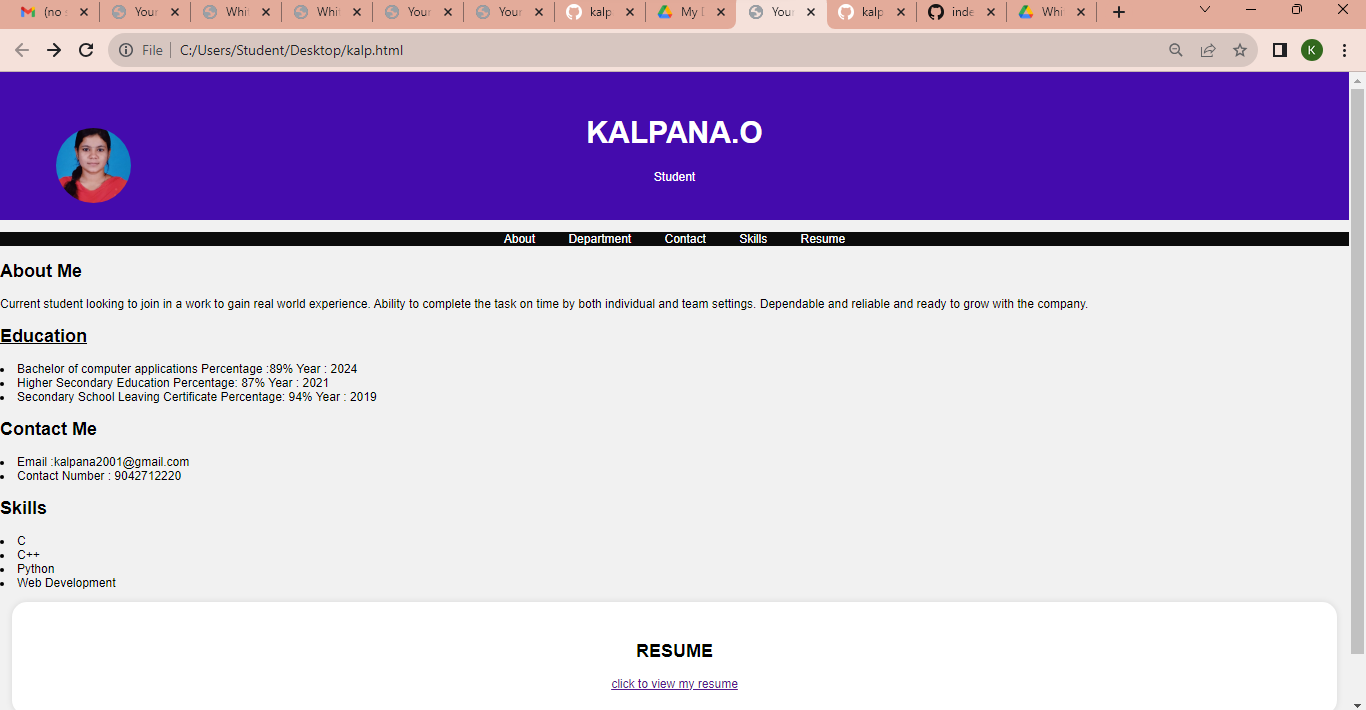 (no s
Your
Whit
Whit
Your
Your
kalp
My D
Your
kalp
inde
Whit
File
C:/Users/Student/Desktop/kalp.html
K
KALPANA.O
Student
About Department Contact Skills Resume
About Me
Current student looking to join in a work to gain real world experience. Ability to complete the task on time by both individual and team settings. Dependable and reliable and ready to grow with the company.
Education
Bachelor of computer applications Percentage :89% Year : 2024
Higher Secondary Education Percentage: 87% Year : 2021
Secondary School Leaving Certificate Percentage: 94% Year : 2019
Contact Me
Email :kalpana2001@gmail.com
Contact Number : 9042712220
Skills
C
C++
Python
Web Development
RESUME
click to view my resume